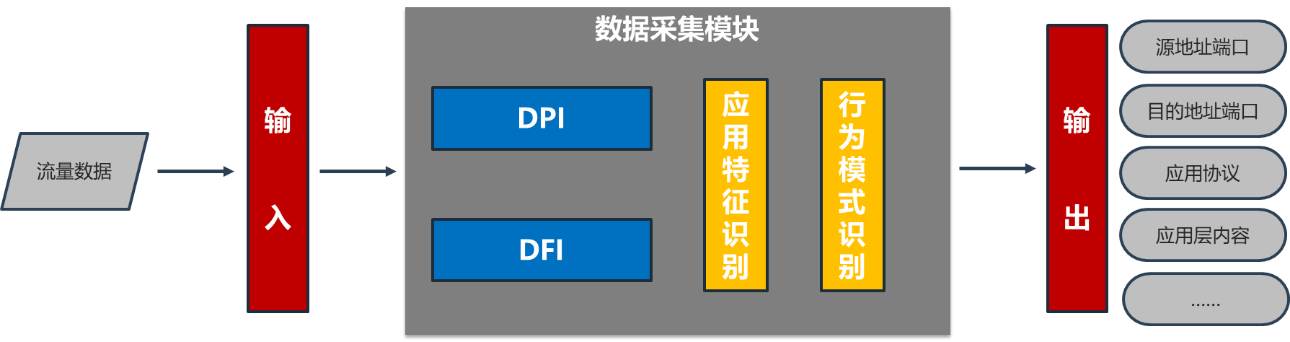 流量数据
输入
数据采集模块
DPI
DFI
应用特征识别
行为模式识别
输出
源地址端口
目的地址端口
应用协议
应用层内容
......